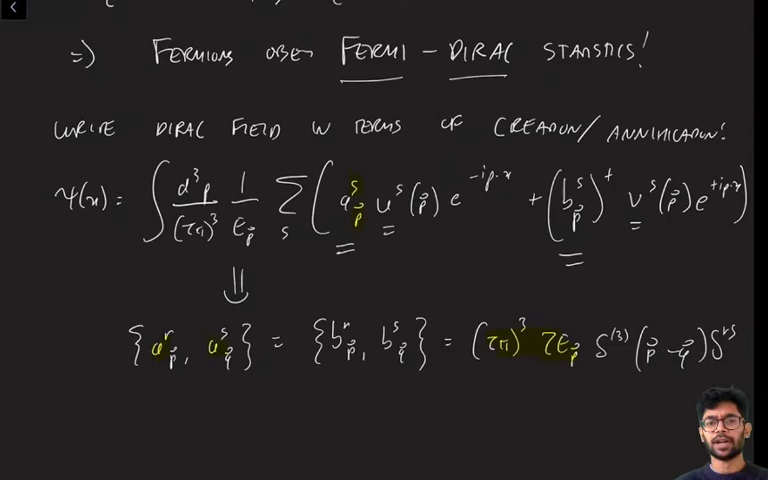 =) FERMIONS OBEY FERMI - DIRAC STATISTICS!
WRITE DIRAC FIELD IN TERMS OF CREATION/ANNIHILATION!
ψ(x) = ∫ d³p/(2π)³ 1/E_p⃗ Σ_s ( a^s_p⃗ u^s(p⃗) e^{-ip·x} + (b^s_p⃗)^† v^s(p⃗) e^{+ip·x} )
⇓
{ a^r_p⃗, a^s_q⃗ } = { b^r_p⃗, b^s_q⃗ } = (2π)³ 2E_p⃗ δ^{(3)}(p⃗ - q⃗) δ^{rs}